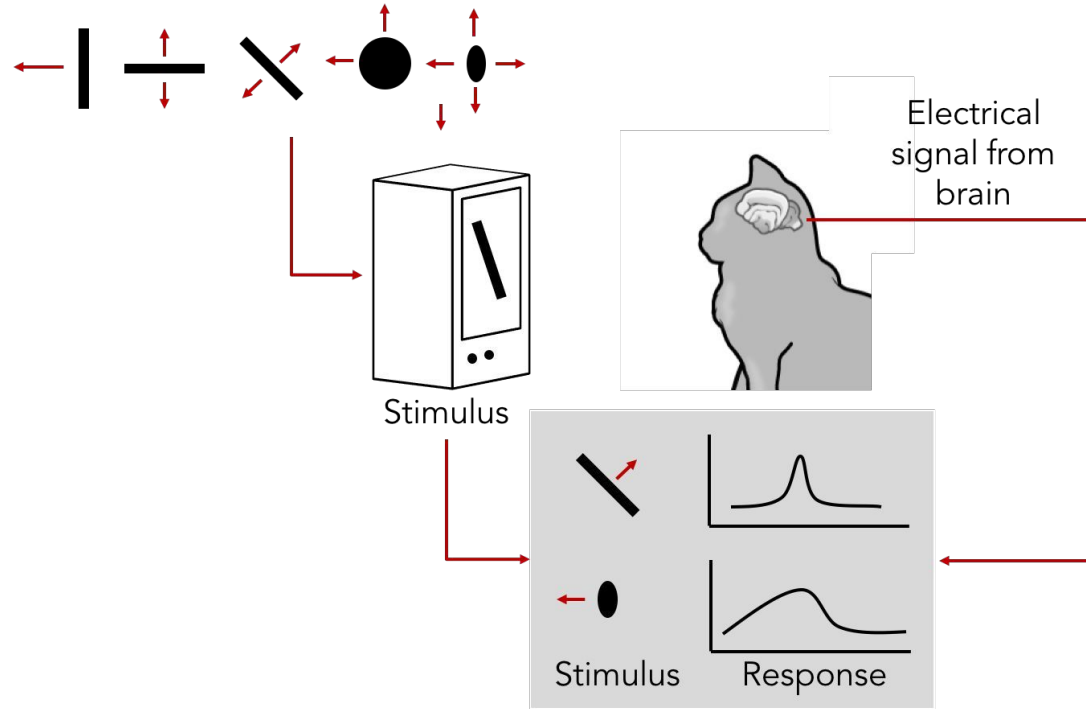 Electrical
signal from
brain
Stimulus
Stimulus
Response